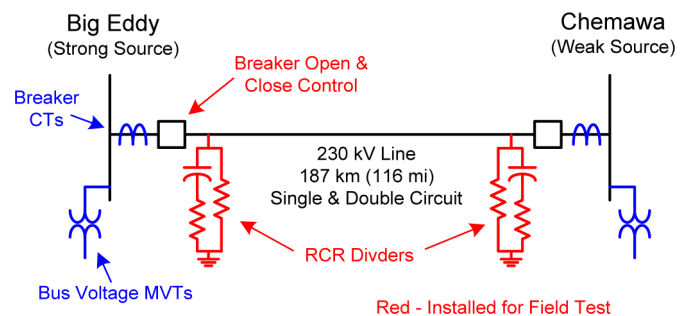 Big Eddy
(Strong Source)
Chemawa
(Weak Source)
Breaker Open &
Close Control
Breaker
CTs
230 kV Line
187 km (116 mi)
Single & Double Circuit
RCR Divders
Bus Voltage MVTs
Red - Installed for Field Test